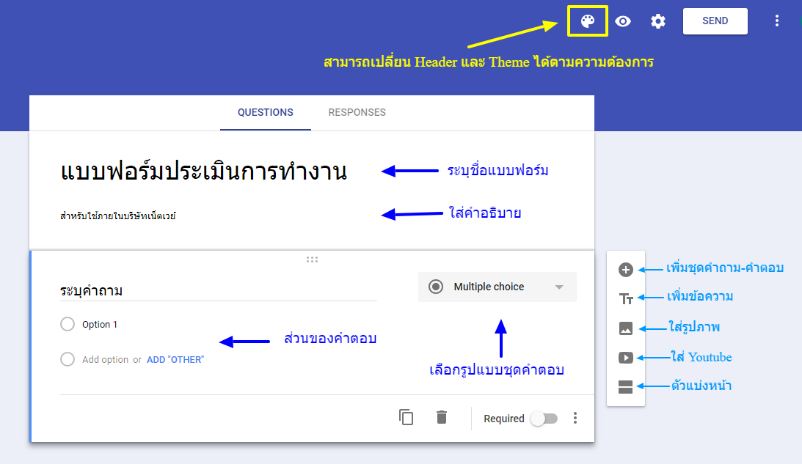 SEND
สามารถเปลี่ยน Header และ Theme ได้ตามความต้องการ
QUESTIONS RESPONSES
แบบฟอร์มประเมินการทำงาน
ระบุชื่อแบบฟอร์ม
สำหรับใช้ภายในบริษัทเน็ตเวย์
ใส่คำอธิบาย
ระบุคำถาม
Multiple choice
Option 1
ส่วนของคำตอบ
Add option or ADD "OTHER"
เลือกรูปแบบชุดคำตอบ
Required
เพิ่มชุดคำถาม-คำตอบ
เพิ่มข้อความ
ใส่รูปภาพ
ใส่ Youtube
ตัวแบ่งหน้า